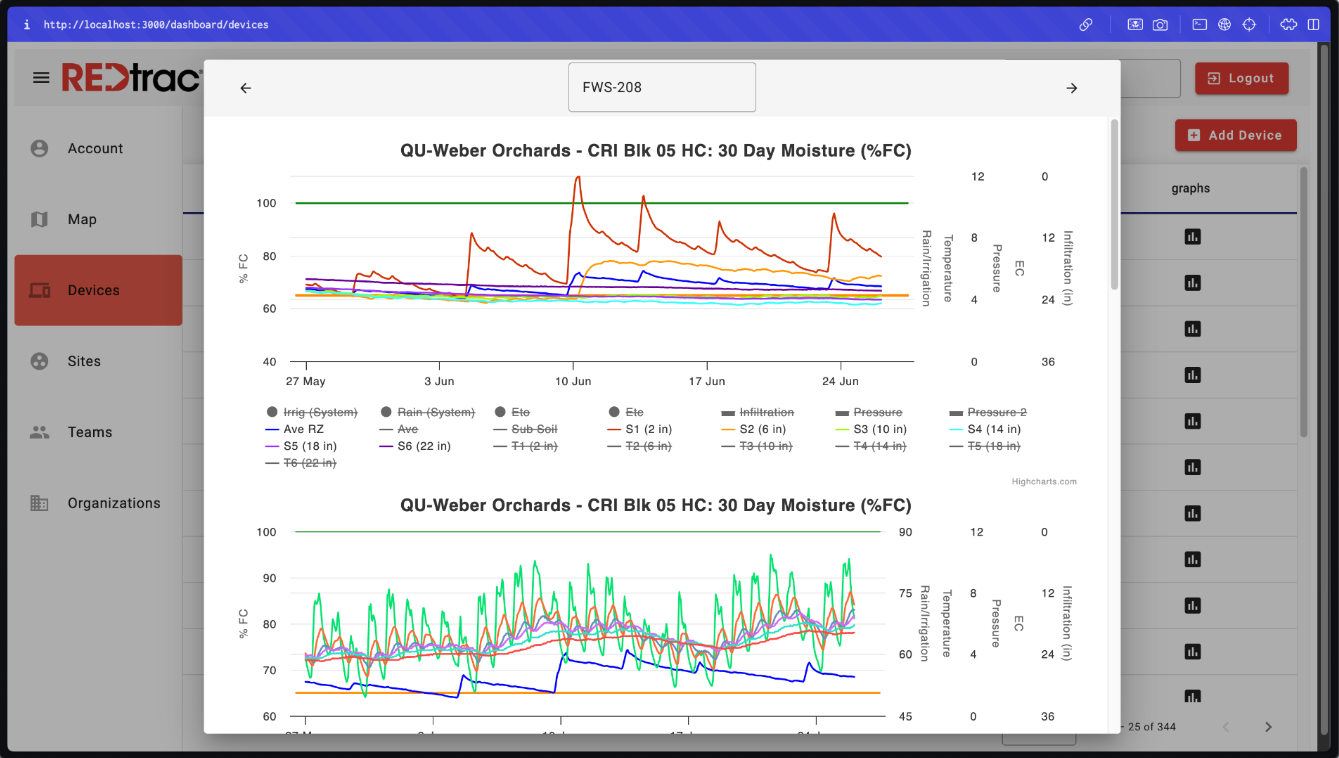 i http://localhost:3000/dashboard/devices
REDtrac
Logout
FWS-208
Account
Map
Devices
Sites
Teams
Organizations
Add Device
graphs
QU-Weber Orchards - CRI Blk 05 HC: 30 Day Moisture (%FC)
12 0
100
80 8 12
60 4 24
40 0 36
% FC
Rain/Irrigation
Temperature
Pressure
EC
Infiltration (in)
27 May 3 Jun 10 Jun 17 Jun 24 Jun
Irrig (System) Rain (System) Eto Etc Infiltration Pressure Pressure 2
Ave RZ Ave Sub Soil S1 (2 in) S2 (6 in) S3 (10 in) S4 (14 in)
S5 (18 in) S6 (22 in) T1 (2 in) T2 (6 in) T3 (10 in) T4 (14 in) T5 (18 in)
T6 (22 in)
Highcharts.com
QU-Weber Orchards - CRI Blk 05 HC: 30 Day Moisture (%FC)
100 90 12 0
90 75 8 12
80
70 60 4 24
60 45 0 36
% FC
Rain/Irrigation
Temperature
Pressure
EC
Infiltration (in)
25 of 344